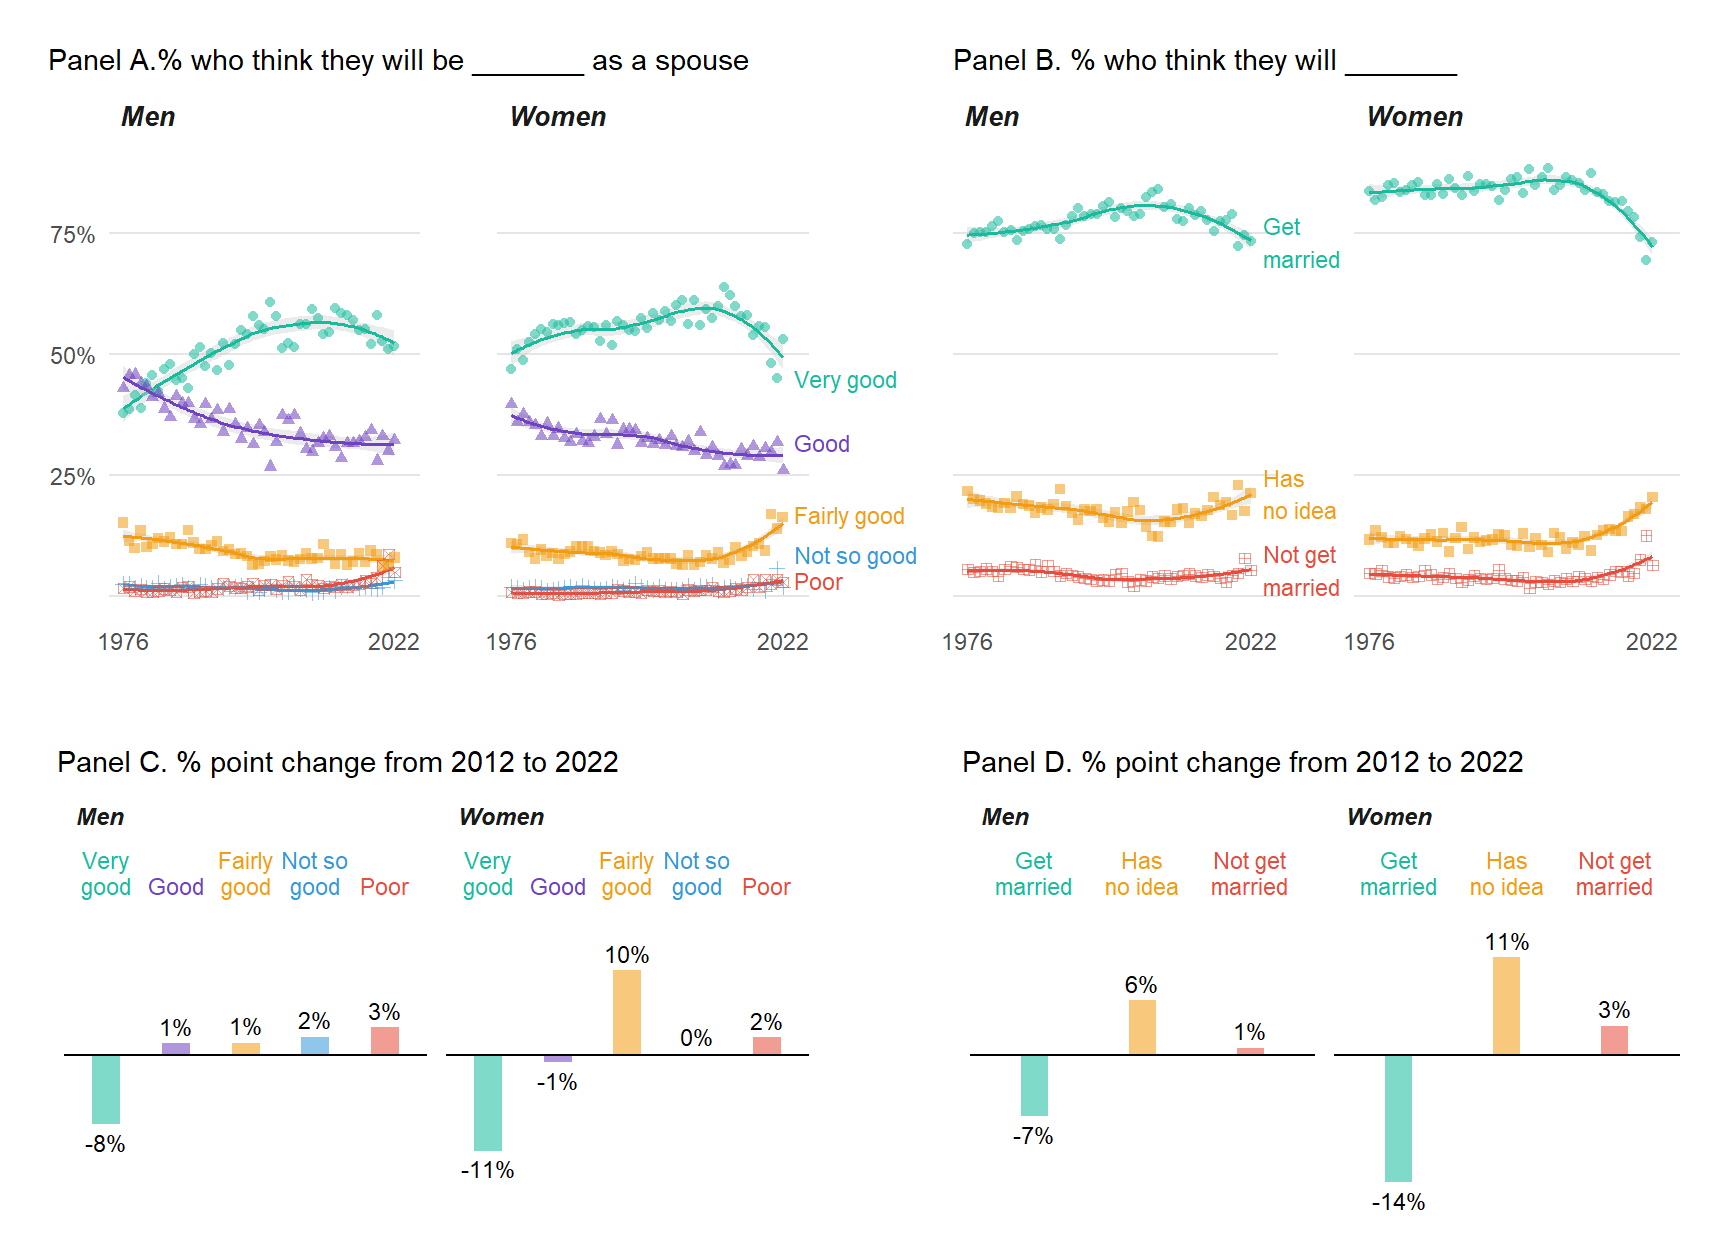 Panel A.% who think they will be _______ as a spouse
Men
Women
75%
50%
25%
Very good
Good
Fairly good
Not so good
Poor
1976
2022
1976
2022
Panel B. % who think they will _______
Men
Women
Get
married
Has
no idea
Not get
married
1976
2022
1976
2022
Panel C. % point change from 2012 to 2022
Men
Women
Very
good
Good
Fairly
good
Not so
good
Poor
Very
good
Good
Fairly
good
Not so
good
Poor
-8%
1%
1%
2%
3%
-11%
-1%
10%
0%
2%
Panel D. % point change from 2012 to 2022
Men
Women
Get
married
Has
no idea
Not get
married
Get
married
Has
no idea
Not get
married
-7%
6%
1%
-14%
11%
3%